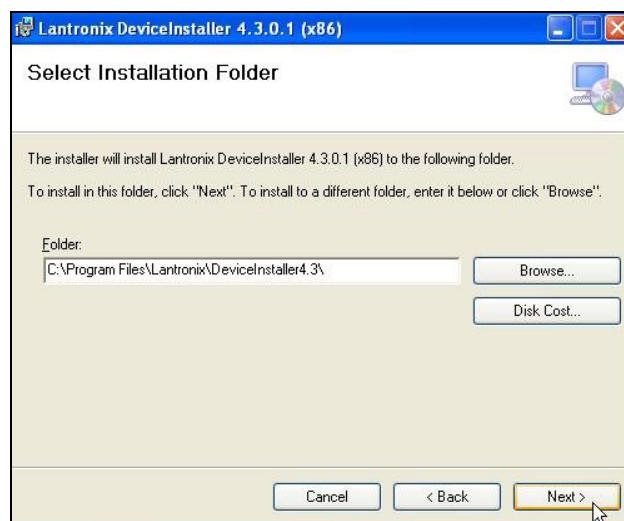 Lantronix DeviceInstaller 4.3.0.1 (x86)
Select Installation Folder
The installer will install Lantronix DeviceInstaller 4.3.0.1 (x86) to the following folder.
To install in this folder, click "Next". To install to a different folder, enter it below or click "Browse".
Folder:
C:\Program Files\Lantronix\DeviceInstaller4.3\
Browse...
Disk Cost...
Cancel
< Back
Next >